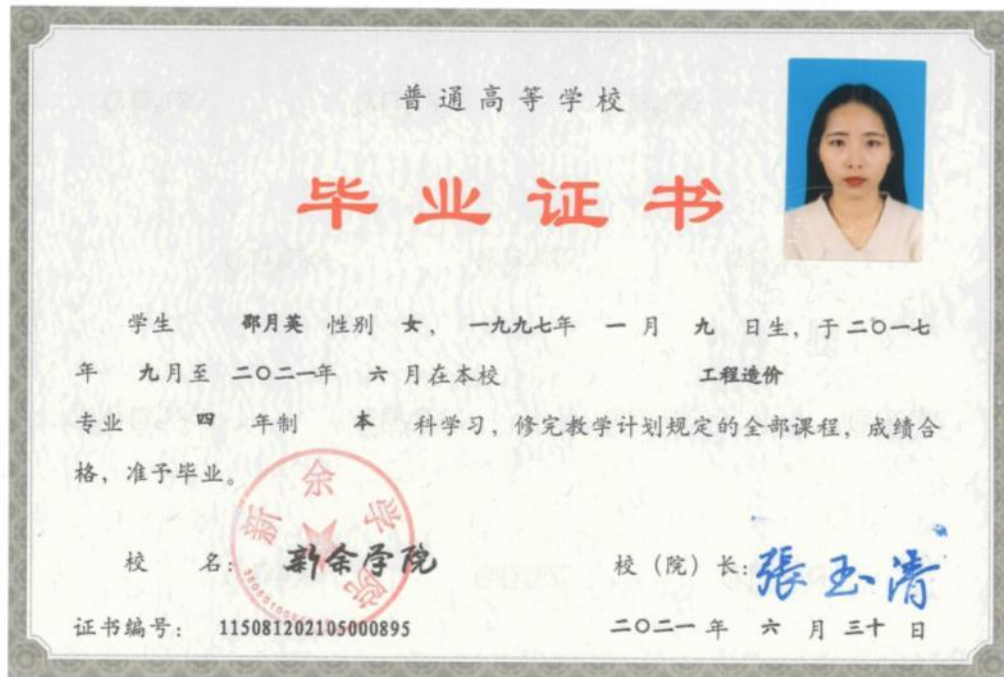 普通高等学校
毕业证书
学生 邵月英 性别 女, 一九九七年 一 月 九 日生, 于二〇一七
年 九月至 二〇二一年 六 月在本校 工程造价
专业 四 年制 本 科学习, 修完教学计划规定的全部课程, 成绩合
格, 准予毕业。
新余学院
校 名: 新余学院 校 (院) 长: 張玉清
证书编号: 115081202105000895 二〇二一 年 六 月 三十 日